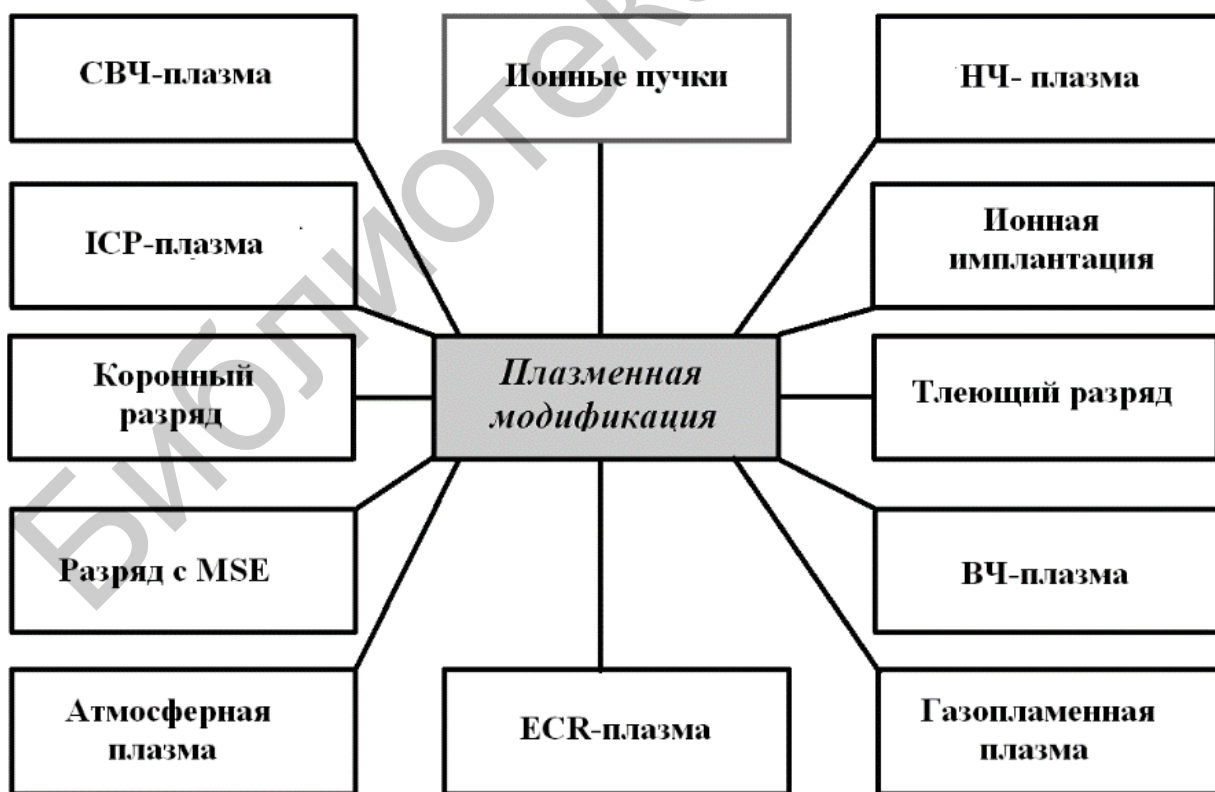 СВЧ-плазма
Ионные пучки
НЧ- плазма
ICP-плазма
Ионная
имплантация
Коронный
разряд
Плазменная
модификация
Тлеющий разряд
Разряд с MSE
ВЧ-плазма
Атмосферная
плазма
ECR-плазма
Газопламенная
плазма
Библиотека